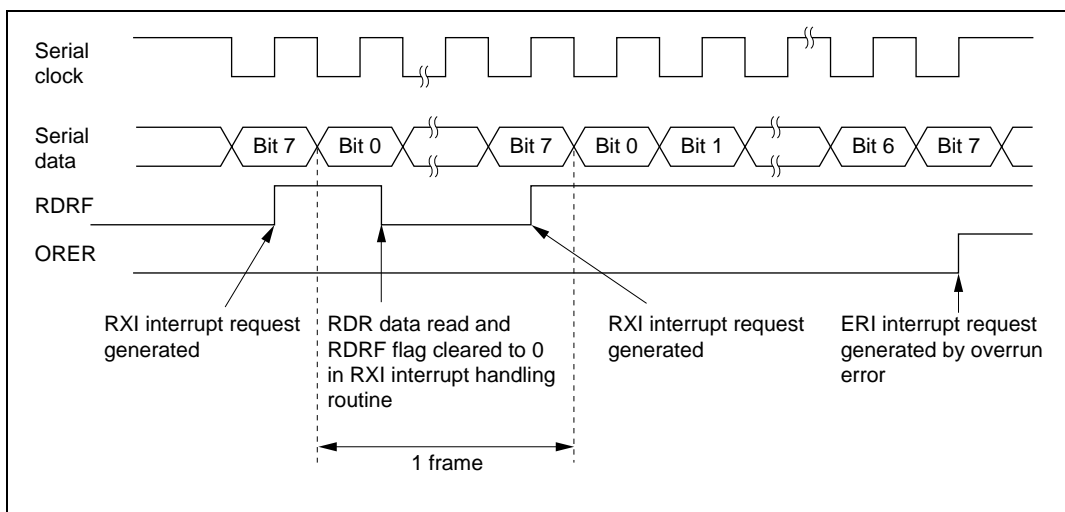 Serial
clock
Serial
data
Bit 7
Bit 0
Bit 7
Bit 0
Bit 1
Bit 6
Bit 7
RDRF
ORER
RXI interrupt request
generated
RDR data read and
RDRF flag cleared to 0
in RXI interrupt handling
routine
RXI interrupt request
generated
ERI interrupt request
generated by overrun
error
1 frame